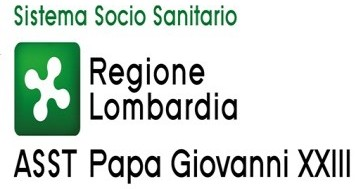 Sistema Socio Sanitario
Regione
Lombardia
ASST Papa Giovanni XXIII